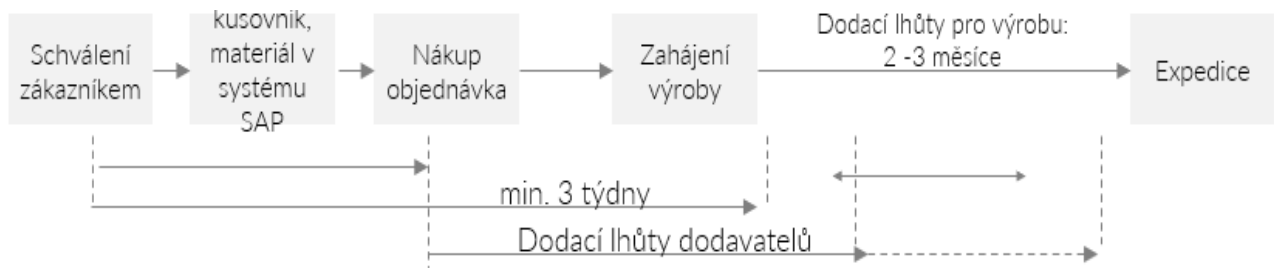 Schválení
zákazníkem
kusovník,
materiál v
systému
SAP
Nákup
objednávka
Zahájení
výroby
Dodací lhůty pro výrobu:
2 -3 měsíce
Expedice
min. 3 týdny
Dodací lhůty dodavatelů